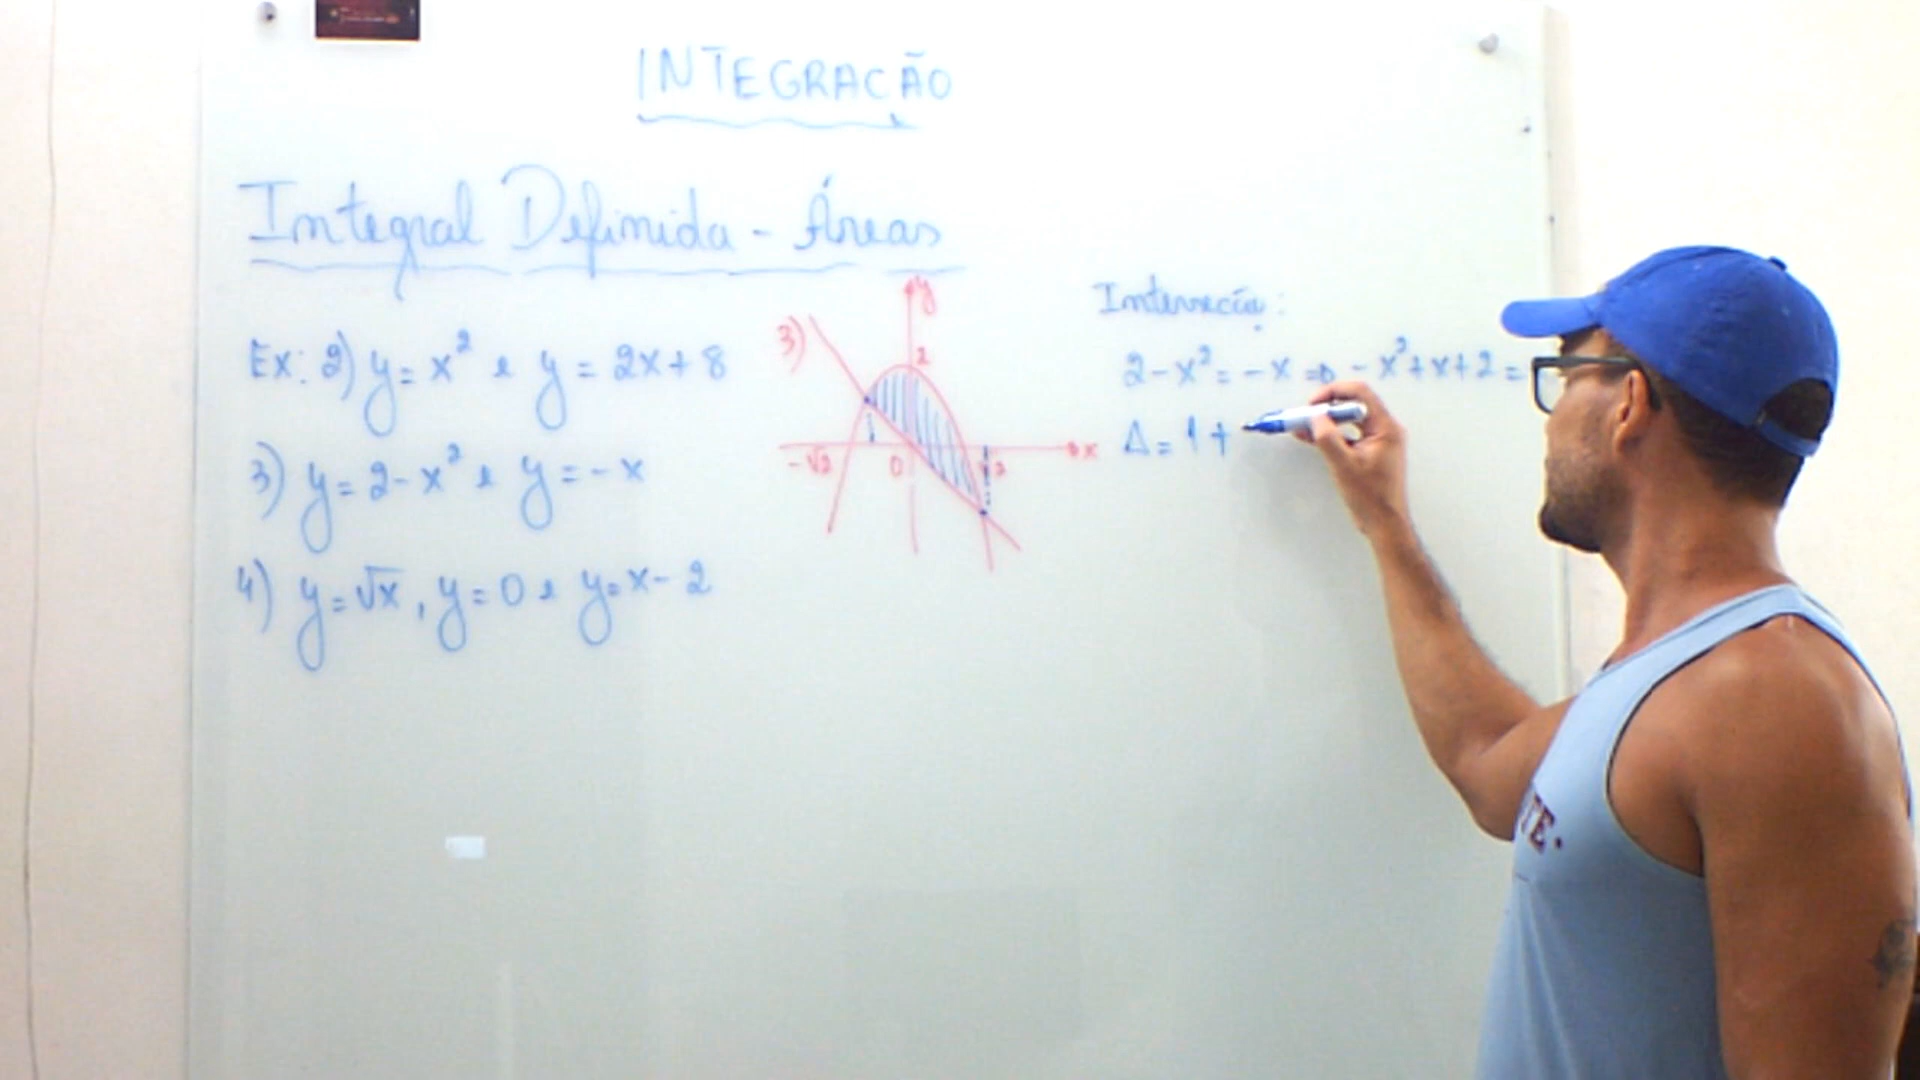 INTEGRAÇÃO
Integral Definida - Áreas
Ex: 2) y = x² e y = 2x + 8
3) y = 2 - x² e y = - x
4) y = √x , y = 0 e y = x - 2
3)
y
2
-√2
0
√2
x
Intersecção:
2 - x² = - x ⇒ - x² + x + 2 =
Δ = 1 +
TE.